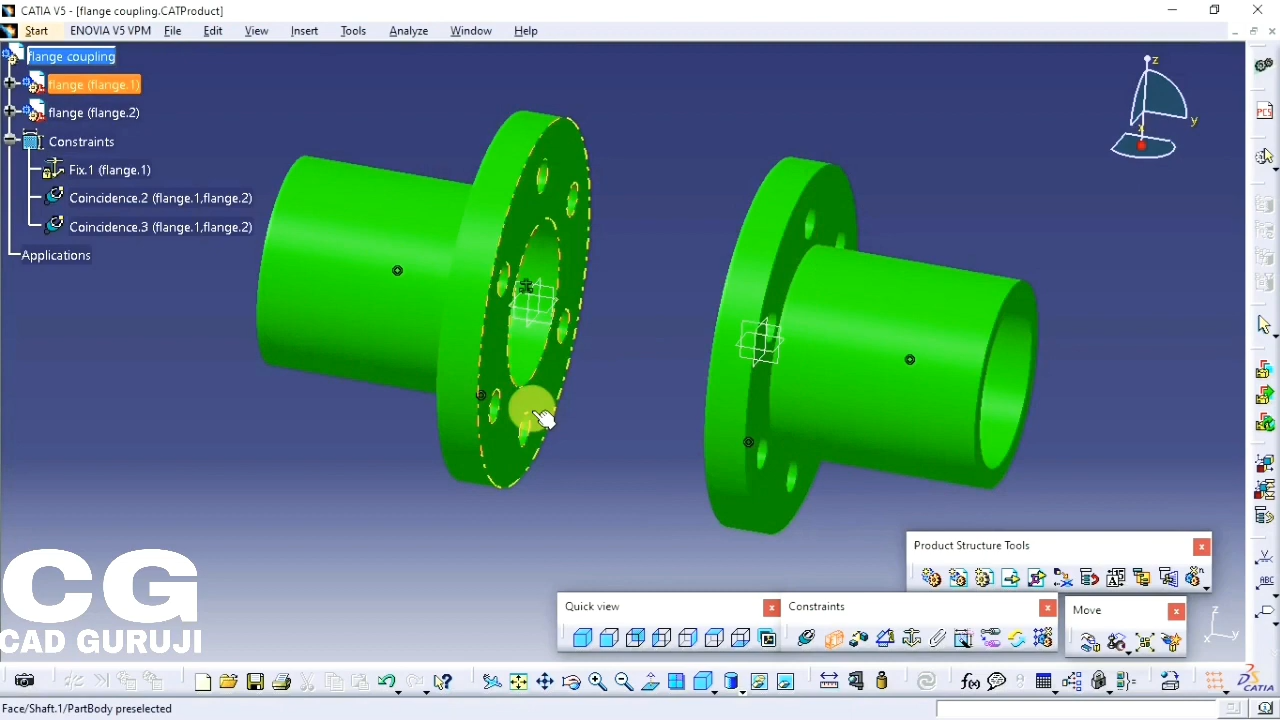 CATIA V5 - [flange coupling.CATProduct]
Start ENOVIA V5 VPM File Edit View Insert Tools Analyze Window Help
flange coupling
flange (flange.1)
flange (flange.2)
Constraints
Fix.1 (flange.1)
Coincidence.2 (flange.1,flange.2)
Coincidence.3 (flange.1,flange.2)
Applications
z
y
x
PCS
ABC
Product Structure Tools
Quick view
Constraints
Move
CG
CAD GURUJI
z
x y
f(x)
CATIA
Face/Shaft.1/PartBody preselected